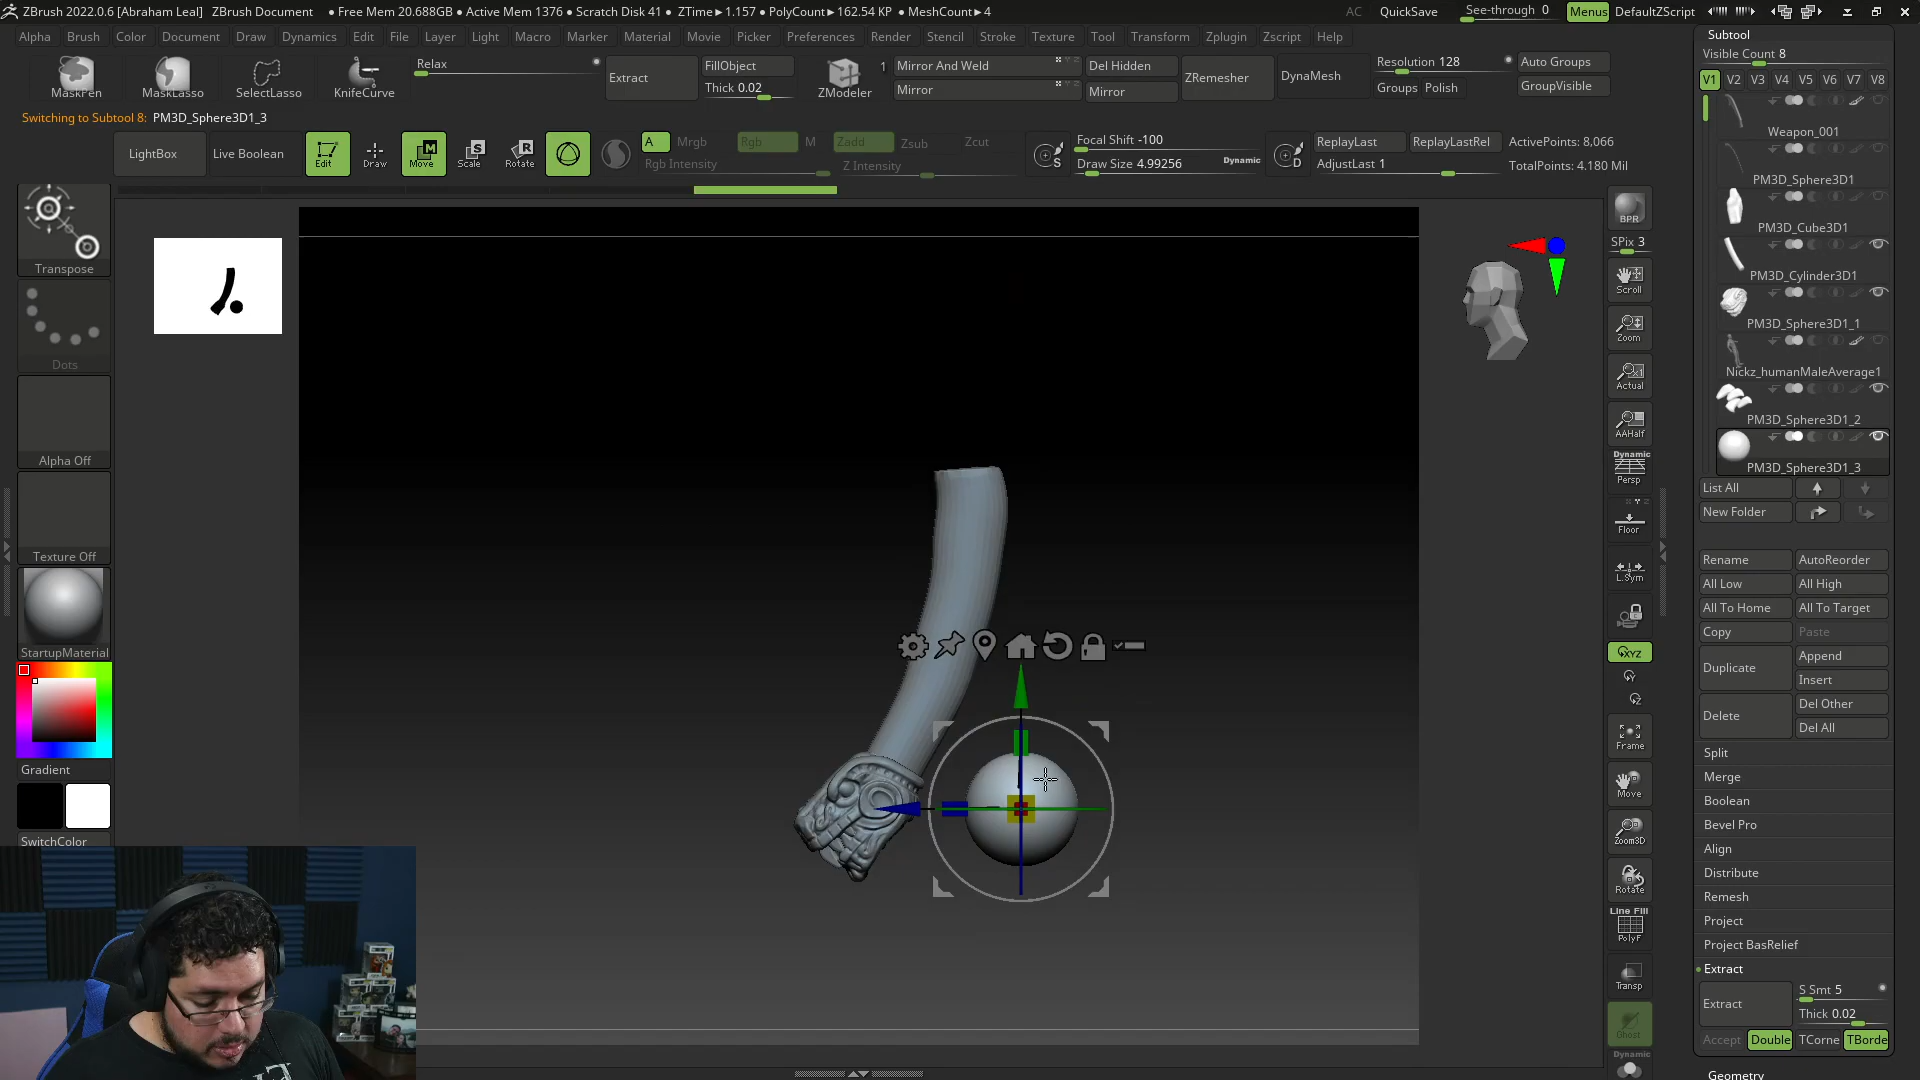 ZBrush 2022.0.6 [Abraham Leal] ZBrush Document • Free Mem 20.688GB • Active Mem 1376 • Scratch Disk 41 • ZTime►1.157 • PolyCount►162.54 KP • MeshCount►4 AC QuickSave See-through 0 Menus DefaultZScript
Alpha Brush Color Document Draw Dynamics Edit File Layer Light Macro Marker Material Movie Picker Preferences Render Stencil Stroke Texture Tool Transform Zplugin Zscript Help
MaskPen MaskLasso SelectLasso KnifeCurve Relax Extract FillObject Thick 0.02 ZModeler 1 Mirror And Weld Mirror Del Hidden Mirror ZRemesher DynaMesh Resolution 128 Groups Polish Auto Groups GroupVisible
Switching to Subtool 8: PM3D_Sphere3D1_3
LightBox Live Boolean Edit Draw Move Scale Rotate A Mrgb Rgb M Zadd Zsub Zcut Focal Shift -100 ReplayLast ReplayLastRel ActivePoints: 8,066
M S R Rgb Intensity Z Intensity S Draw Size 4.99256 Dynamic D AdjustLast 1 TotalPoints: 4.180 Mil
Transpose
Dots
Alpha Off
Texture Off
StartupMaterial
Gradient
SwitchColor
BPR
SPix 3
Scroll
Zoom
Actual
AAHalf
Dynamic
Persp
Floor
L.Sym
XYZ
Frame
Move
Zoom3D
Rotate
Line Fill
PolyF
Transp
Ghost
Dynamic
Subtool
Visible Count 8
V1 V2 V3 V4 V5 V6 V7 V8
Weapon_001
PM3D_Sphere3D1
PM3D_Cube3D1
PM3D_Cylinder3D1
PM3D_Sphere3D1_1
Nickz_humanMaleAverage1
PM3D_Sphere3D1_2
PM3D_Sphere3D1_3
List All
New Folder
Rename AutoReorder
All Low All High
All To Home All To Target
Copy Paste
Duplicate Append
Insert
Delete Del Other
Del All
Split
Merge
Boolean
Bevel Pro
Align
Distribute
Remesh
Project
Project BasRelief
Extract
Extract S Smt 5
Thick 0.02
Accept Double TCorne TBorde
Geometry